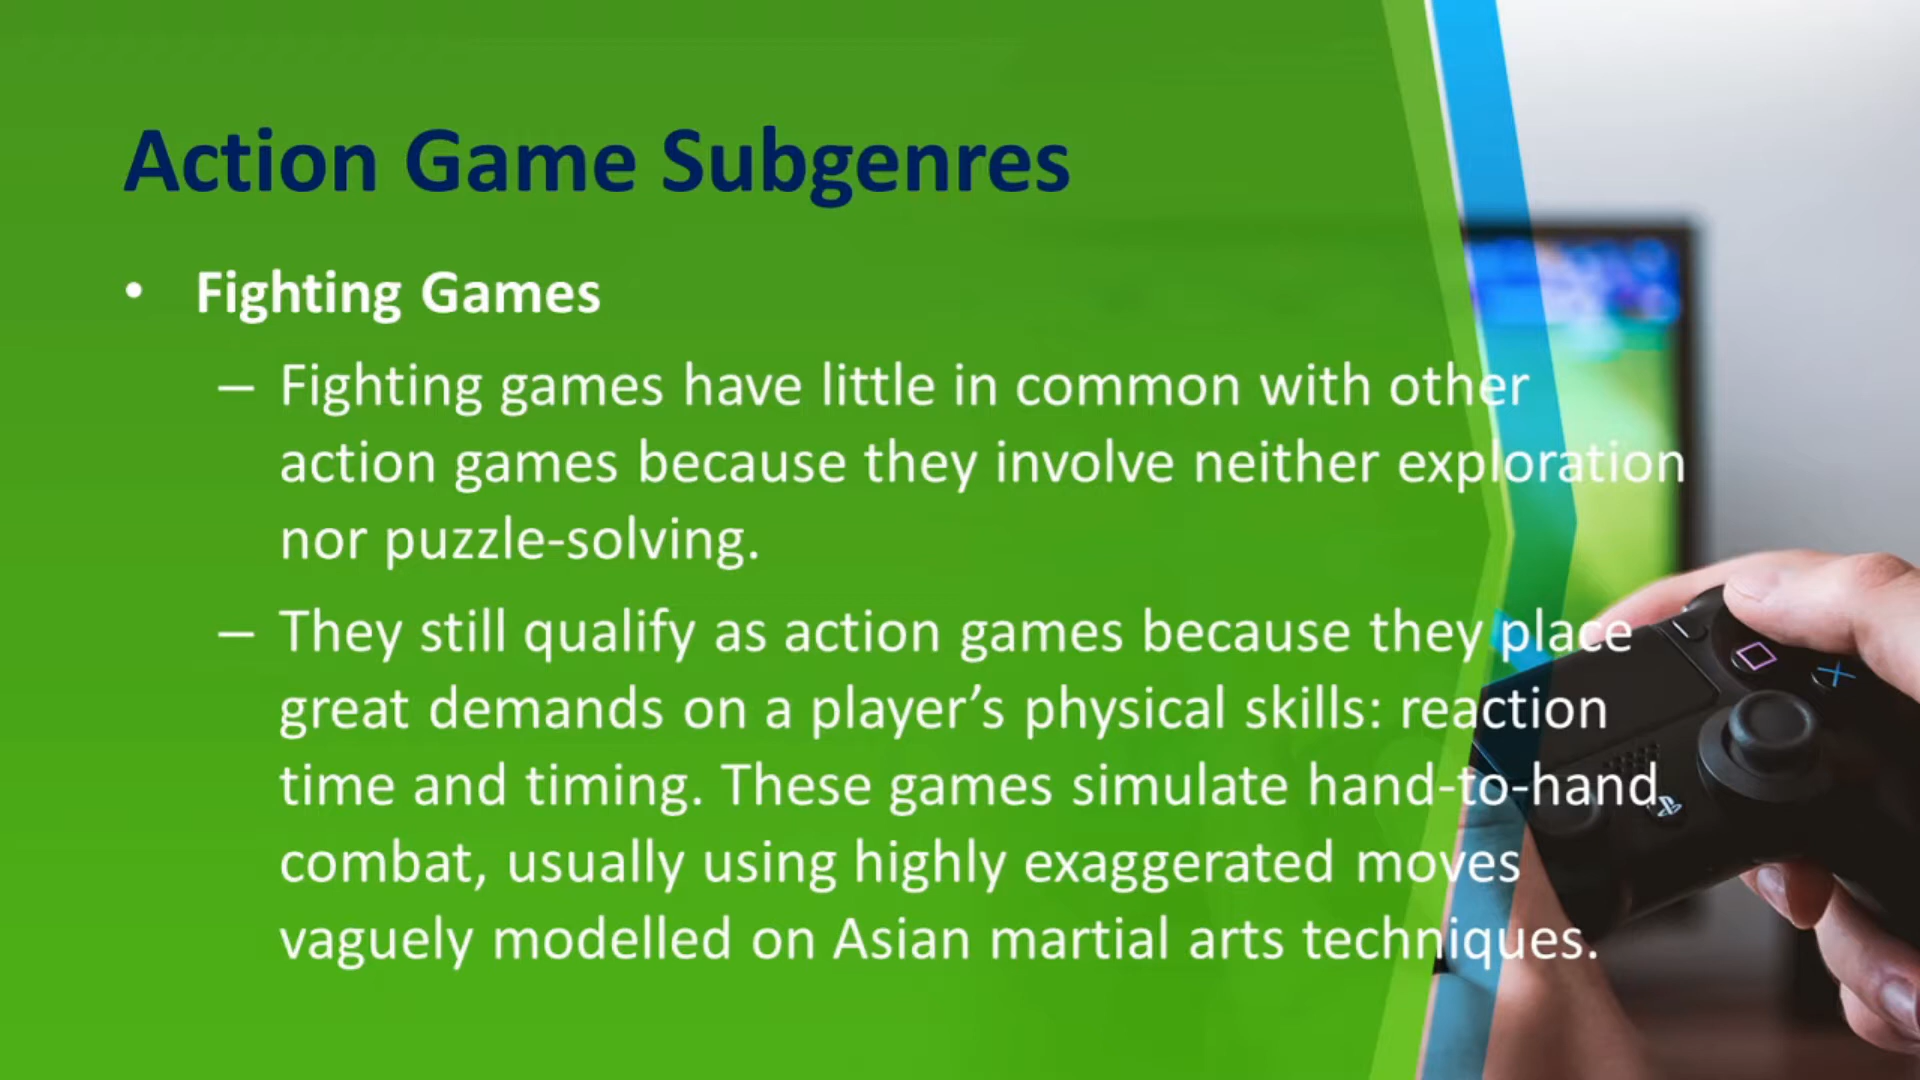 Action Game Subgenres
• Fighting Games
– Fighting games have little in common with other
action games because they involve neither exploration
nor puzzle-solving.
– They still qualify as action games because they place
great demands on a player’s physical skills: reaction
time and timing. These games simulate hand-to-hand
combat, usually using highly exaggerated moves
vaguely modelled on Asian martial arts techniques.